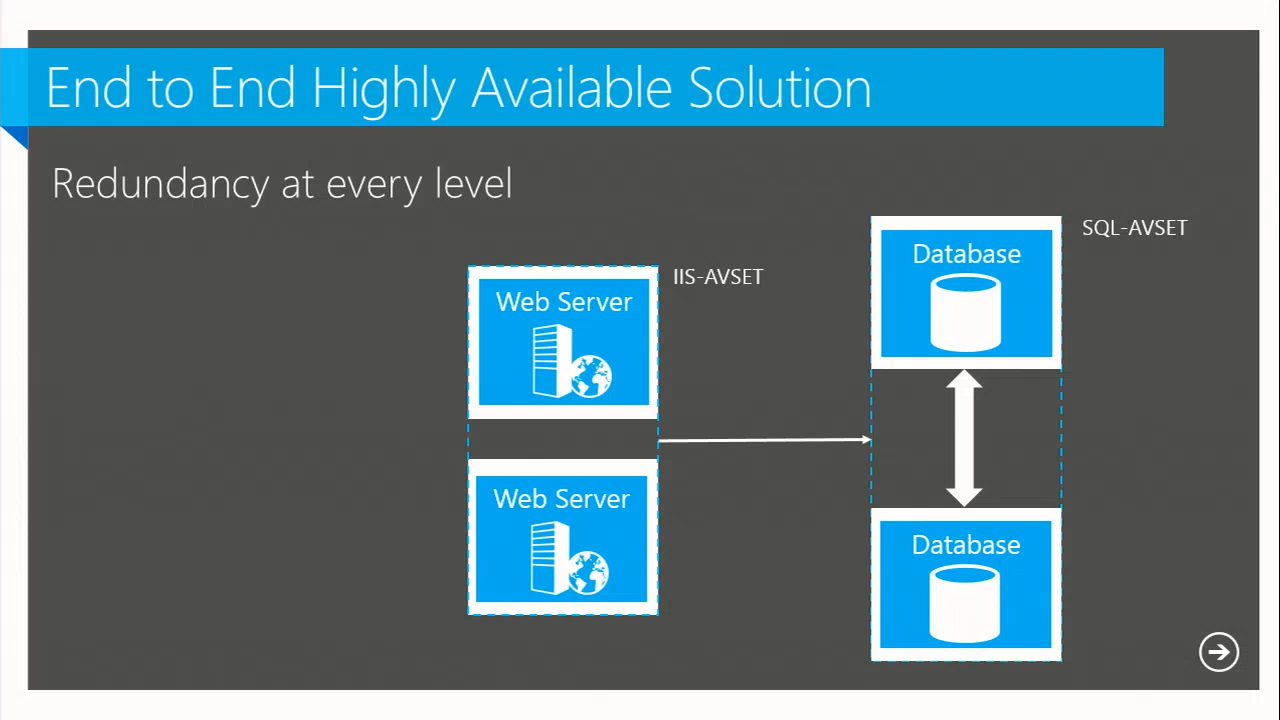 End to End Highly Available Solution
Redundancy at every level
SQL-AVSET
Database
IIS-AVSET
Web Server
Web Server
Database